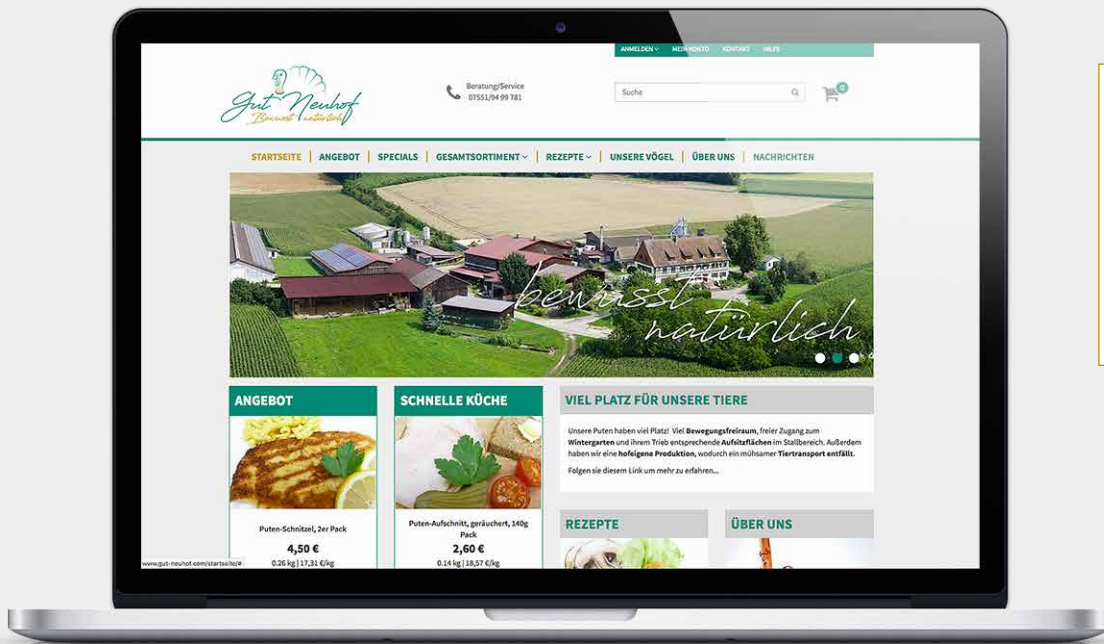 ANMELDEN MEIN KONTO KONTAKT HILFE
Gut Neuhof
Bewusst natürlich
Beratung/Service
07551/94 99 781
Suche
0
STARTSEITE | ANGEBOT | SPECIALS | GESAMTSORTIMENT | REZEPTE | UNSERE VÖGEL | ÜBER UNS | NACHRICHTEN
bewusst
natürlich
ANGEBOT
SCHNELLE KÜCHE
VIEL PLATZ FÜR UNSERE TIERE
Unsere Puten haben viel Platz! Viel Bewegungsfreiraum, freier Zugang zum
Wintergarten und ihrem Trieb entsprechende Aufsitzflächen im Stallbereich. Außerdem
haben wir eine hofeigene Produktion, wodurch ein mühsamer Tiertransport entfällt.
Folgen sie diesem Link um mehr zu erfahren...
Puten-Schnitzel, 2er Pack
4,50 €
0.26 kg | 17,31 €/kg
Puten-Aufschnitt, geräuchert, 140g
Pack
2,60 €
0.14 kg | 18,57 €/kg
REZEPTE
ÜBER UNS
www.gut-neuhof.com/startseite/#